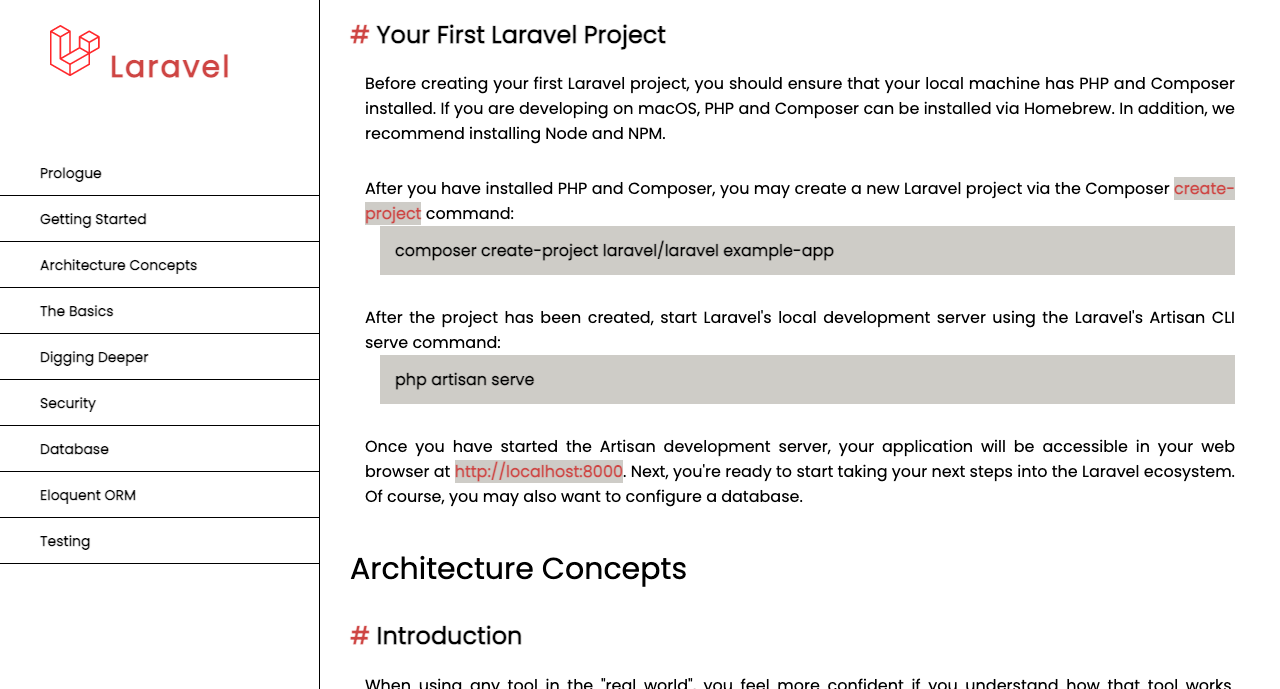 Laravel
Prologue
Getting Started
Architecture Concepts
The Basics
Digging Deeper
Security
Database
Eloquent ORM
Testing
# Your First Laravel Project
Before creating your first Laravel project, you should ensure that your local machine has PHP and Composer
installed. If you are developing on macOS, PHP and Composer can be installed via Homebrew. In addition, we
recommend installing Node and NPM.
After you have installed PHP and Composer, you may create a new Laravel project via the Composer create-
project command:
composer create-project laravel/laravel example-app
After the project has been created, start Laravel's local development server using the Laravel's Artisan CLI
serve command:
php artisan serve
Once you have started the Artisan development server, your application will be accessible in your web
browser at http://localhost:8000. Next, you're ready to start taking your next steps into the Laravel ecosystem.
Of course, you may also want to configure a database.
Architecture Concepts
# Introduction
When using any tool in the "real world", you feel more confident if you understand how that tool works.